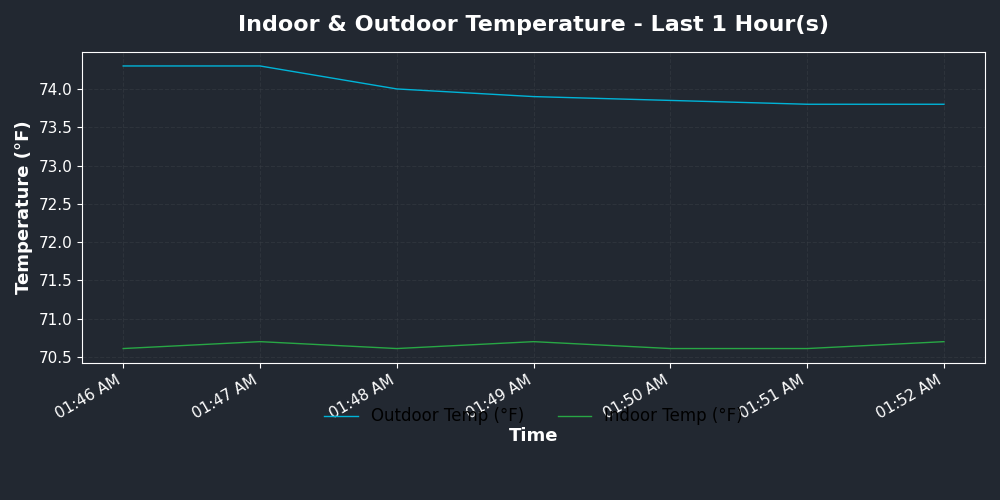 Indoor & Outdoor Temperature - Last 1 Hour(s)
Temperature (°F)
74.0
73.5
73.0
72.5
72.0
71.5
71.0
70.5
01:46 AM
01:47 AM
01:48 AM
01:49 AM
01:50 AM
01:51 AM
01:52 AM
Outdoor Temp (°F)
Indoor Temp (°F)
Time